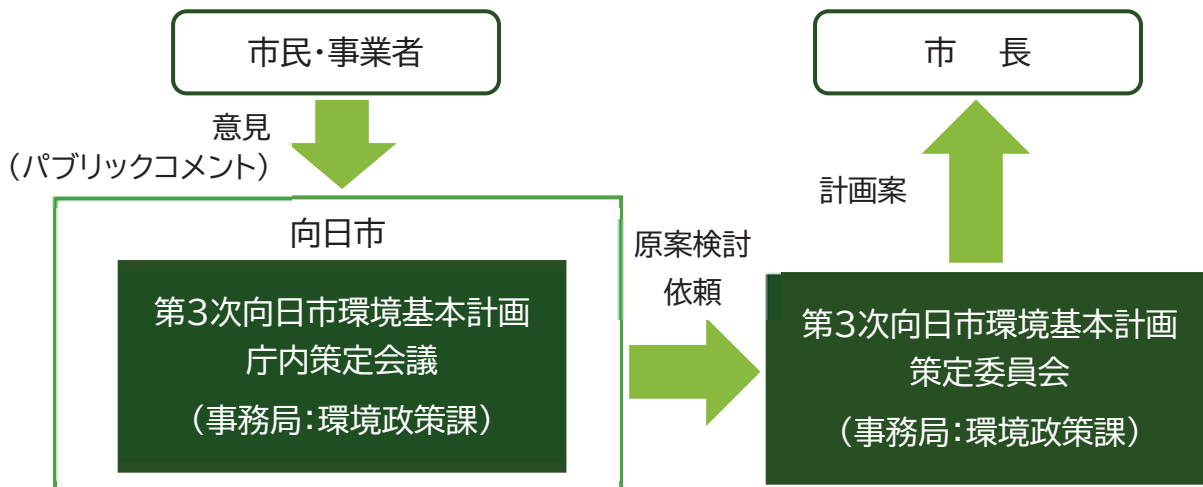 市民・事業者
意見
（パブリックコメント）
向日市
第3次向日市環境基本計画
庁内策定会議
（事務局：環境政策課）
原案検討
依頼
市　長
計画案
第3次向日市環境基本計画
策定委員会
（事務局：環境政策課）